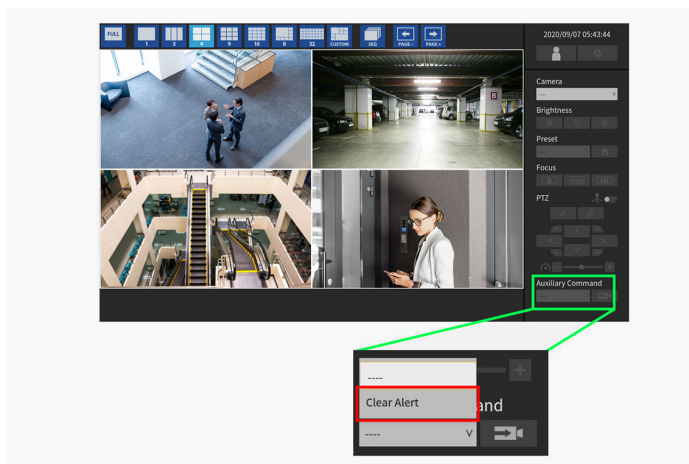 FULL 1 3 4 9 16 8 32 CUSTOM SEQ PAGE- PAGE+
2020/09/07 05:43:44
Camera
----
Brightness
Preset
---
Focus
PTZ
Auxiliary Command
---
B
----
Clear Alert
and
----